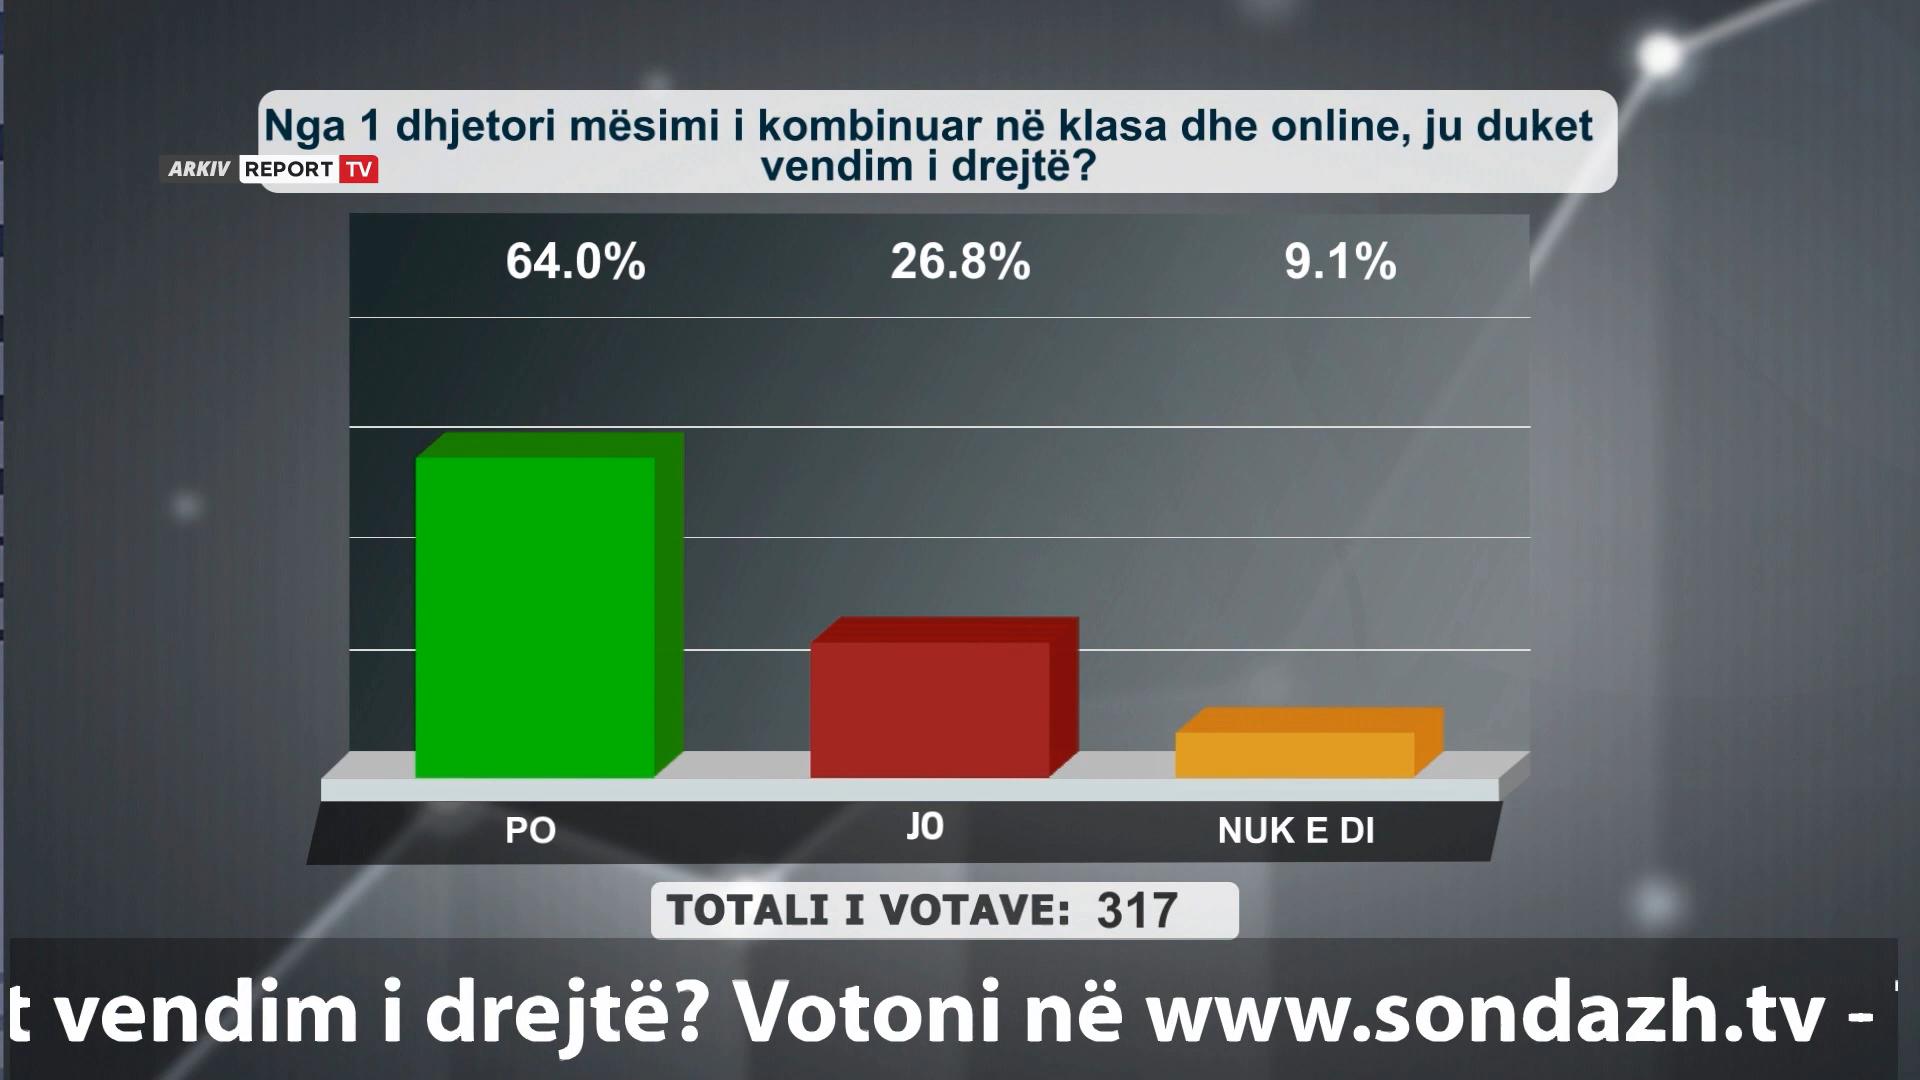 Nga 1 dhjetori mësimi i kombinuar në klasa dhe online, ju duket
vendim i drejtë?
ARKIV REPORT TV
64.0% 26.8% 9.1%
PO JO NUK E DI
TOTALI I VOTAVE: 317
t vendim i drejtë? Votoni në www.sondazh.tv -